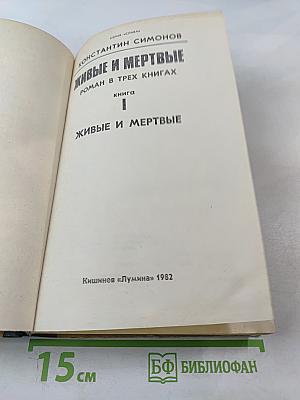 КОНСТАНТИН СИМОНОВ
ЖИВЫЕ И МЕРТВЫЕ
РОМАН В ТРЕХ КНИГАХ
книга
I
ЖИВЫЕ И МЕРТВЫЕ
Кишинев «Лумина» 1982
15 см
БФ БИБЛИОФАН